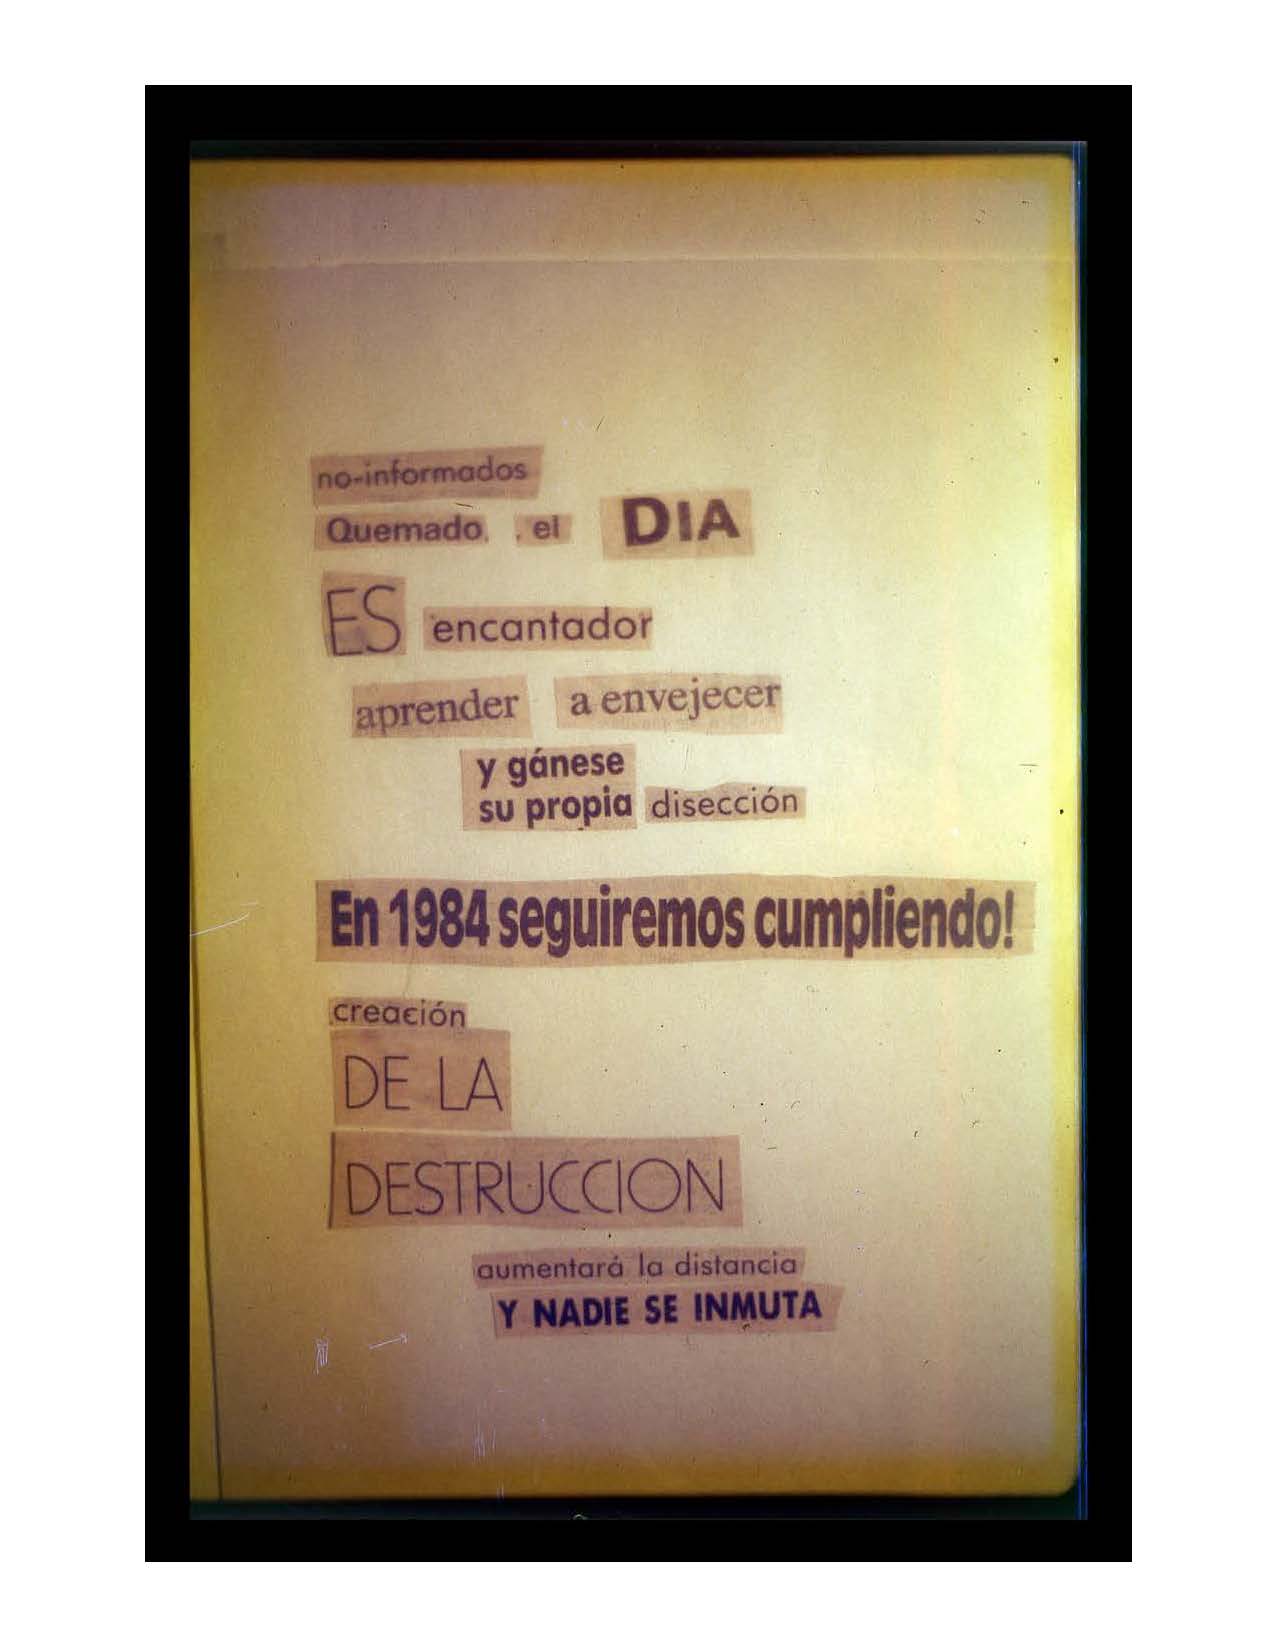 no-informados
Quemado, , el DIA
ES encantador
aprender a envejecer
y gánese
su propia disección
En 1984 seguiremos cumpliendo!
creación
DE LA
DESTRUCCION
aumentará la distancia
Y NADIE SE INMUTA